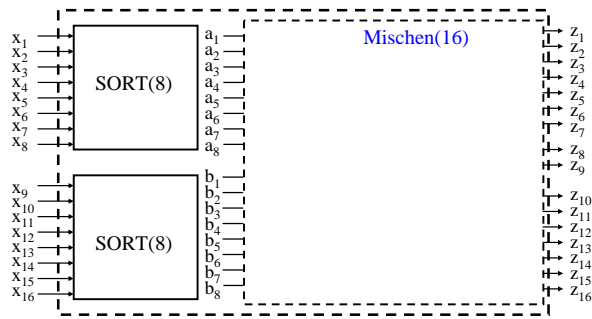 x1
x2
x3
x4
x5
x6
x7
x8
SORT(8)
a1
a2
a3
a4
a5
a6
a7
a8
Mischen(16)
x9
x10
x11
x12
x13
x14
x15
x16
SORT(8)
b1
b2
b3
b4
b5
b6
b7
b8
z1
z2
z3
z4
z5
z6
z7
z8
z9
z10
z11
z12
z13
z14
z15
z16